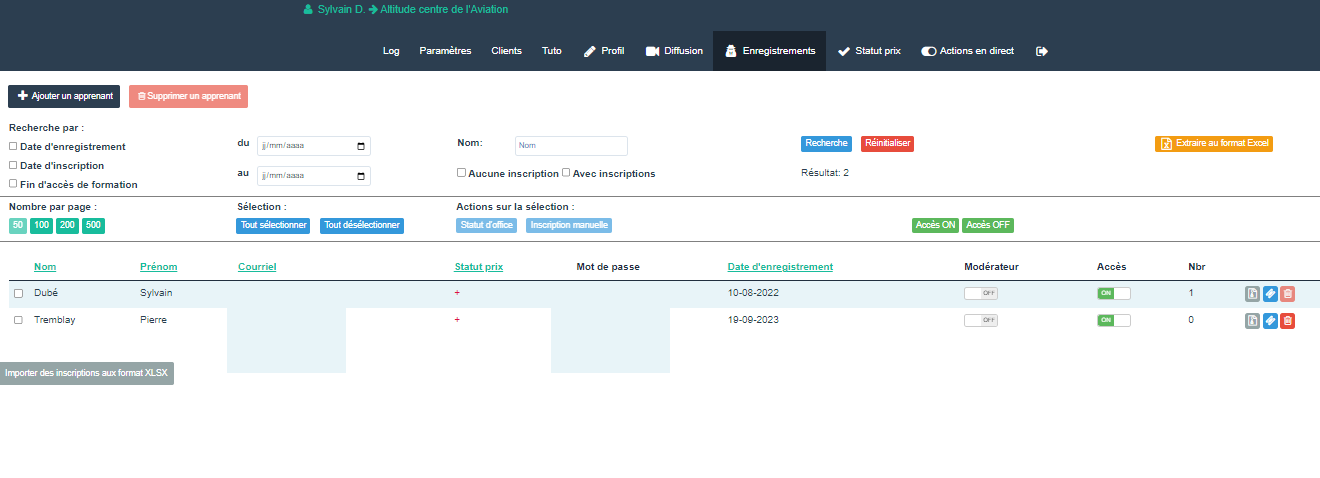 Sylvain D. Altitude centre de l'Aviation
Log Paramètres Clients Tuto Profil Diffusion Enregistrements Statut prix Actions en direct
Ajouter un apprenant Supprimer un apprenant
Recherche par :
Date d'enregistrement du jj/mm/aaaa Nom: Nom Recherche Réinitialiser Extraire au format Excel
Date d'inscription
au jj/mm/aaaa Aucune inscription Avec inscriptions Résultat: 2
Fin d'accès de formation
Nombre par page : Sélection : Actions sur la sélection :
50 100 200 500 Tout sélectionner Tout désélectionner Statut d'office Inscription manuelle Accès ON Accès OFF
Nom Prénom Courriel Statut prix Mot de passe Date d'enregistrement Modérateur Accès Nbr
Dubé Sylvain + 10-08-2022 OFF ON 1
Tremblay Pierre + 19-09-2023 OFF ON 0
Importer des inscriptions aux format XLSX